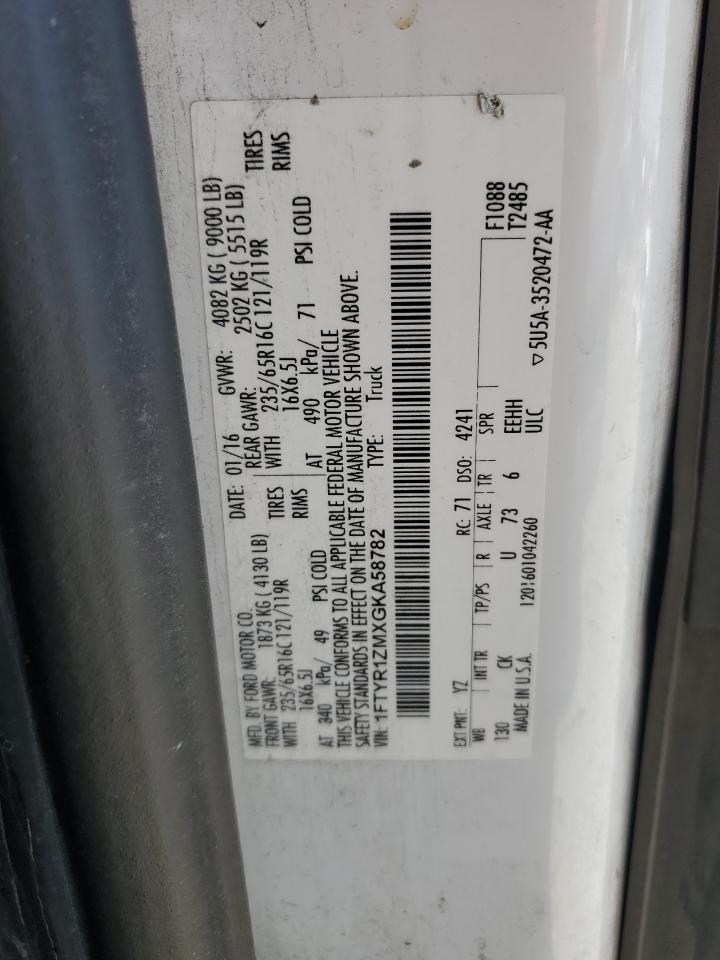 MFD. BY FORD MOTOR CO.
DATE: 01/16 GVWR: 4082 KG ( 9000 LB)
FRONT GAWR: 1873 KG ( 4130 LB)
REAR GAWR: 2502 KG ( 5515 LB)
WITH 235/65R16C 121/119R TIRES
WITH 235/65R16C 121/119R TIRES
16X6.5J RIMS
16X6.5J RIMS
AT 340 kPa/ 49 PSI COLD
AT 490 kPa/ 71 PSI COLD
THIS VEHICLE CONFORMS TO ALL APPLICABLE FEDERAL MOTOR VEHICLE
SAFETY STANDARDS IN EFFECT ON THE DATE OF MANUFACTURE SHOWN ABOVE.
VIN: 1FTYR1ZMXGKA58782 TYPE: Truck
EXT PNT: YZ RC: 71 DSO: 4241
WB INT TR TP/PS R AXLE TR SPR F1088
130 CK U 73 6 EEHH T2485
MADE IN U.S.A. 1201601042260 ULC ▽ 5U5A-3520472-AA